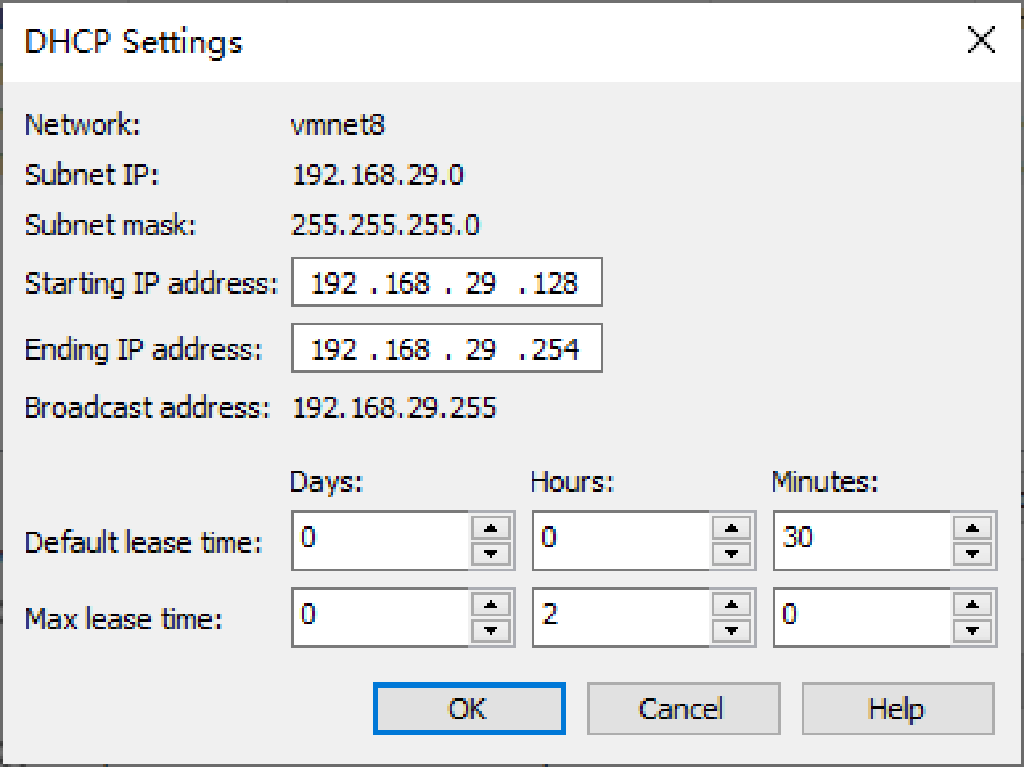 DHCP Settings
Network: vmnet8
Subnet IP: 192.168.29.0
Subnet mask: 255.255.255.0
Starting IP address: 192 . 168 . 29 . 128
Ending IP address: 192 . 168 . 29 . 254
Broadcast address: 192.168.29.255
Days: Hours: Minutes:
Default lease time: 0 0 30
Max lease time: 0 2 0
OK Cancel Help